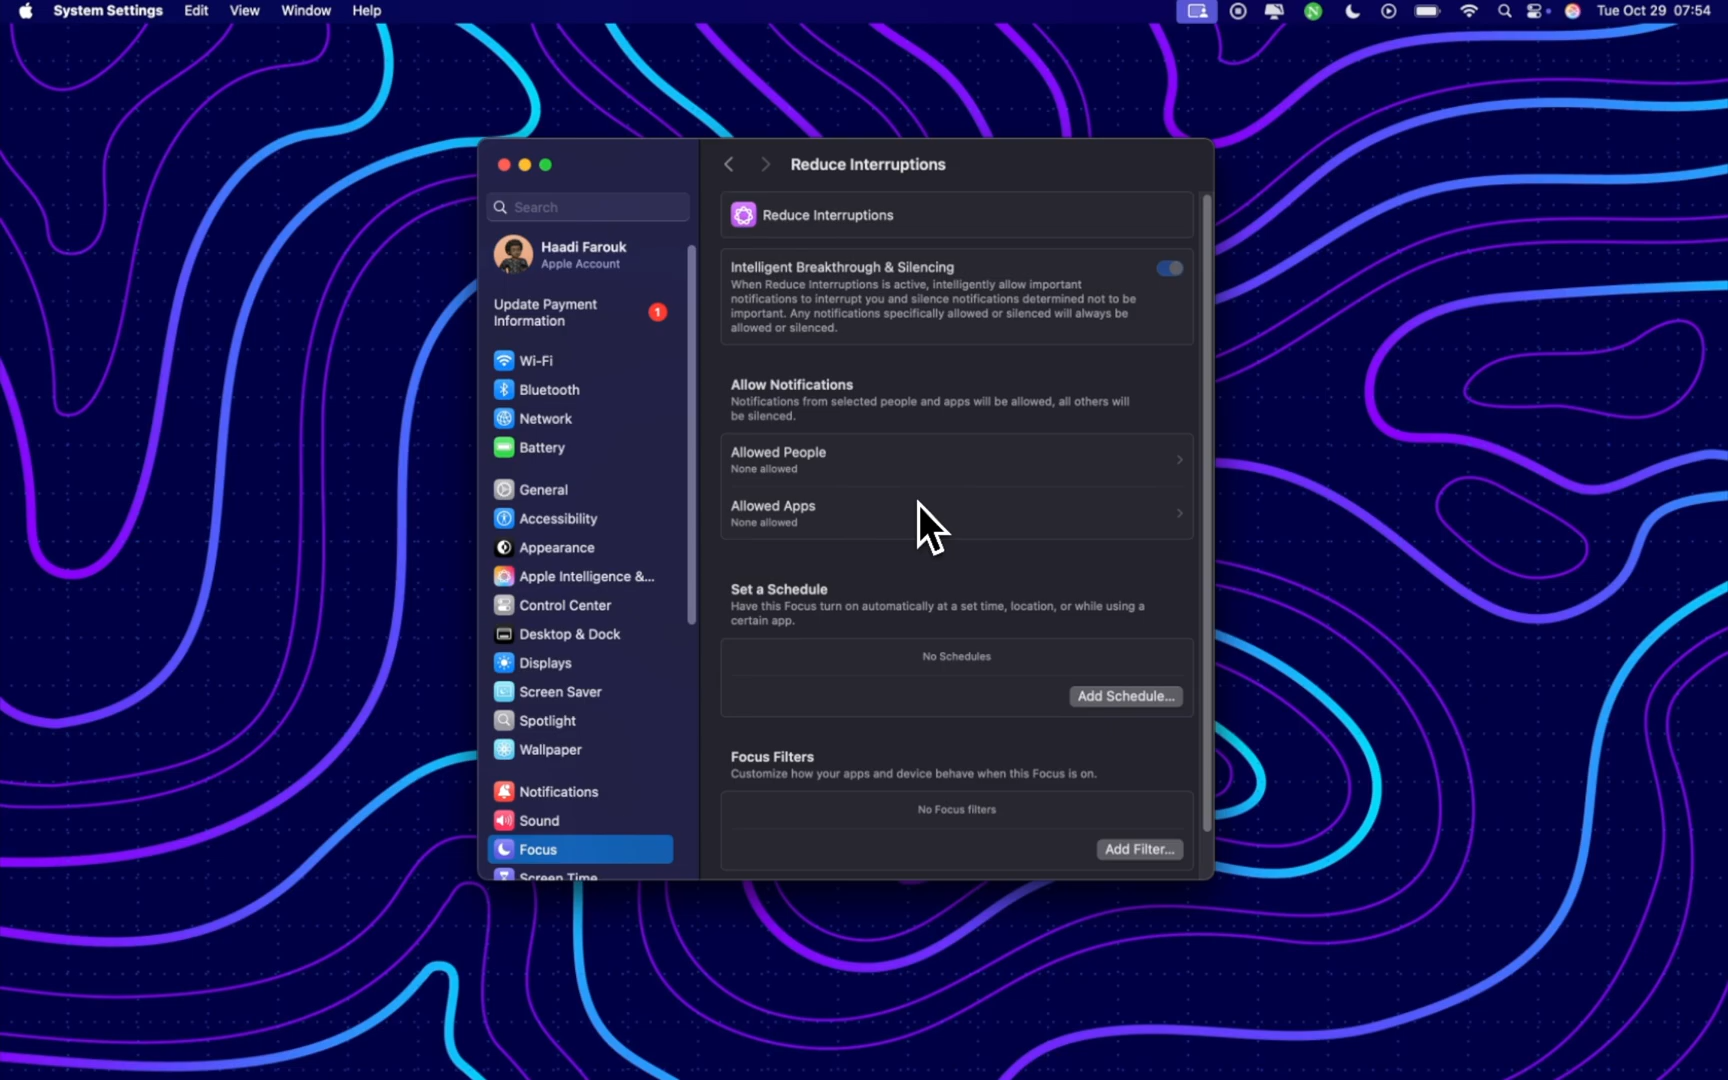 System Settings Edit View Window Help
Tue Oct 29 07:54
Search
Haadi Farouk
Apple Account
Update Payment
Information
1
Wi-Fi
Bluetooth
Network
Battery
General
Accessibility
Appearance
Apple Intelligence &...
Control Center
Desktop & Dock
Displays
Screen Saver
Spotlight
Wallpaper
Notifications
Sound
Focus
Screen Time
Reduce Interruptions
Reduce Interruptions
Intelligent Breakthrough & Silencing
When Reduce Interruptions is active, intelligently allow important
notifications to interrupt you and silence notifications determined not to be
important. Any notifications specifically allowed or silenced will always be
allowed or silenced.
Allow Notifications
Notifications from selected people and apps will be allowed, all others will
be silenced.
Allowed People
None allowed
Allowed Apps
None allowed
Set a Schedule
Have this Focus turn on automatically at a set time, location, or while using a
certain app.
No Schedules
Add Schedule...
Focus Filters
Customize how your apps and device behave when this Focus is on.
No Focus filters
Add Filter...